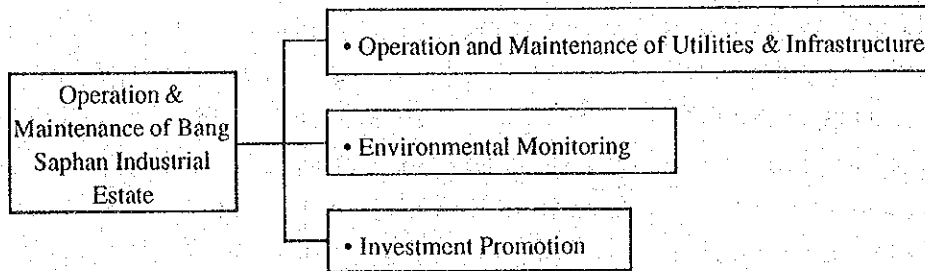 Operation &
Maintenance of Bang
Saphan Industrial
Estate
• Operation and Maintenance of Utilities & Infrastructure
• Environmental Monitoring
• Investment Promotion